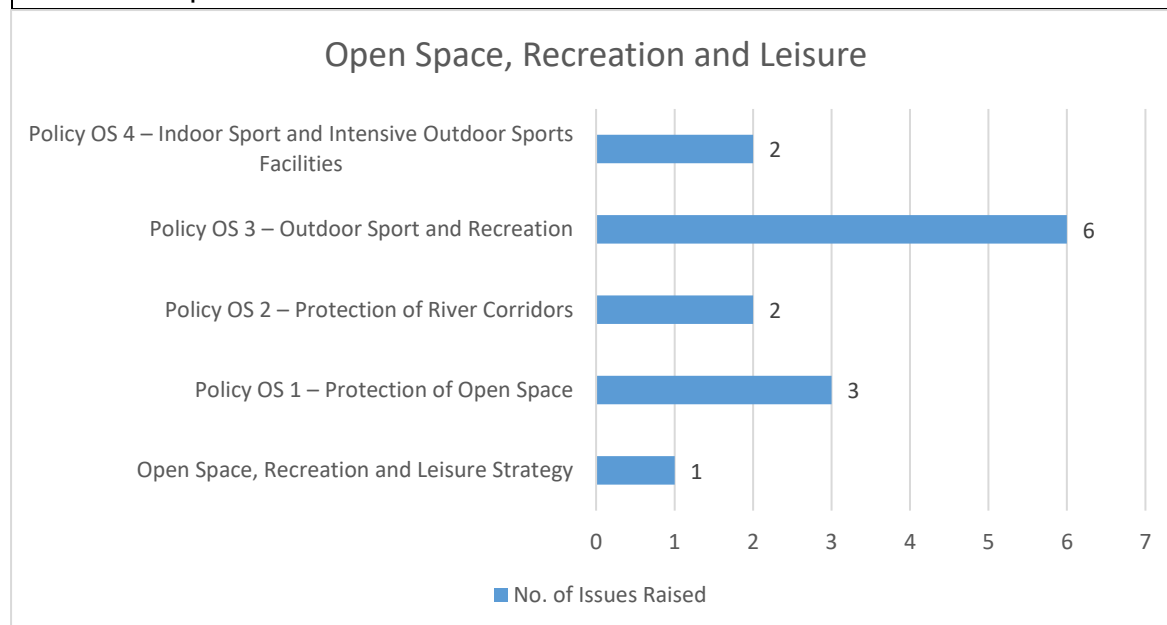 Open Space, Recreation and Leisure
Policy OS 4 – Indoor Sport and Intensive Outdoor Sports
Facilities
2
Policy OS 3 – Outdoor Sport and Recreation
6
Policy OS 2 – Protection of River Corridors
2
Policy OS 1 – Protection of Open Space
3
Open Space, Recreation and Leisure Strategy
1
0 1 2 3 4 5 6 7
No. of Issues Raised